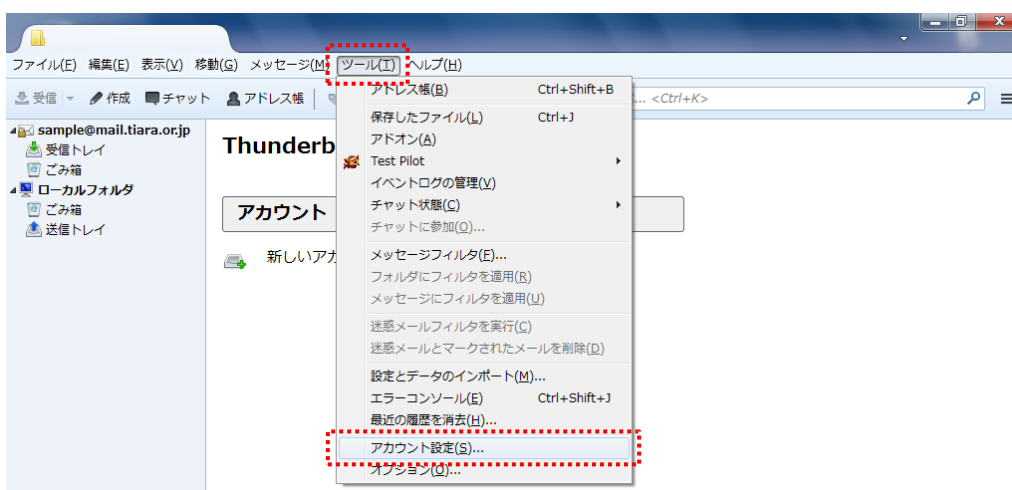 ファイル(F) 編集(E) 表示(V) 移動(G) メッセージ(M) ツール(T) ヘルプ(H)
受信 作成 チャット アドレス帳 ... <Ctrl+K>
sample@mail.tiara.or.jp
受信トレイ
ごみ箱
ローカルフォルダ
ごみ箱
送信トレイ
Thunderb
アカウント
新しいアカ
アドレス帳(B) Ctrl+Shift+B
保存したファイル(L) Ctrl+J
アドオン(A)
Test Pilot
イベントログの管理(V)
チャット状態(C)
チャットに参加(O)...
メッセージフィルタ(F)...
フォルダにフィルタを適用(R)
メッセージにフィルタを適用(U)
迷惑メールフィルタを実行(C)
迷惑メールとマークされたメールを削除(D)
設定とデータのインポート(M)...
エラーコンソール(E) Ctrl+Shift+J
最近の履歴を消去(H)...
アカウント設定(S)...
オプション(O)...